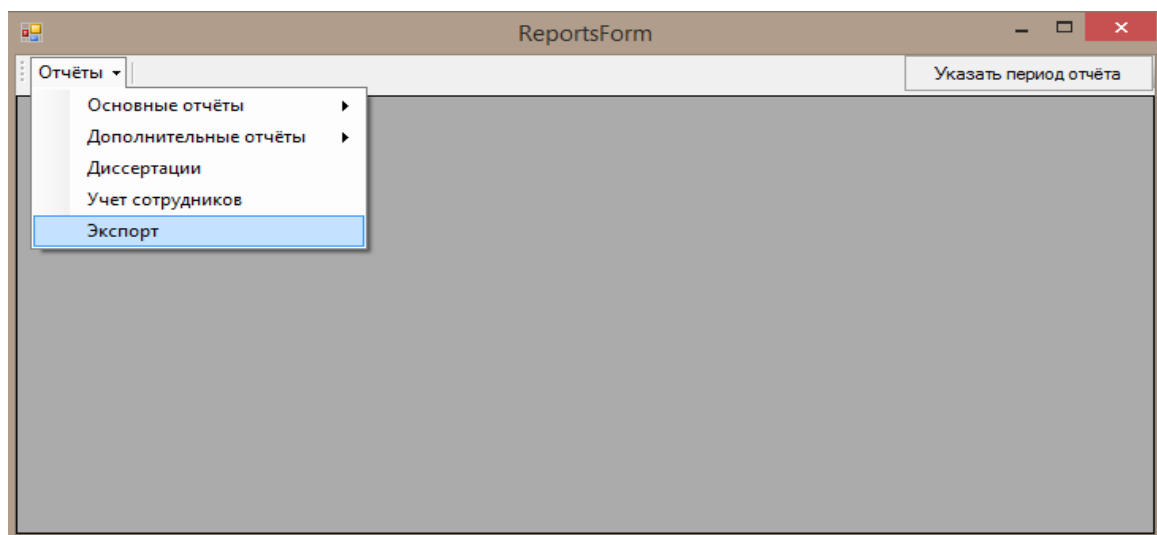 ReportsForm
Отчёты
Указать период отчёта
Основные отчёты
Дополнительные отчёты
Диссертации
Учет сотрудников
Экспорт